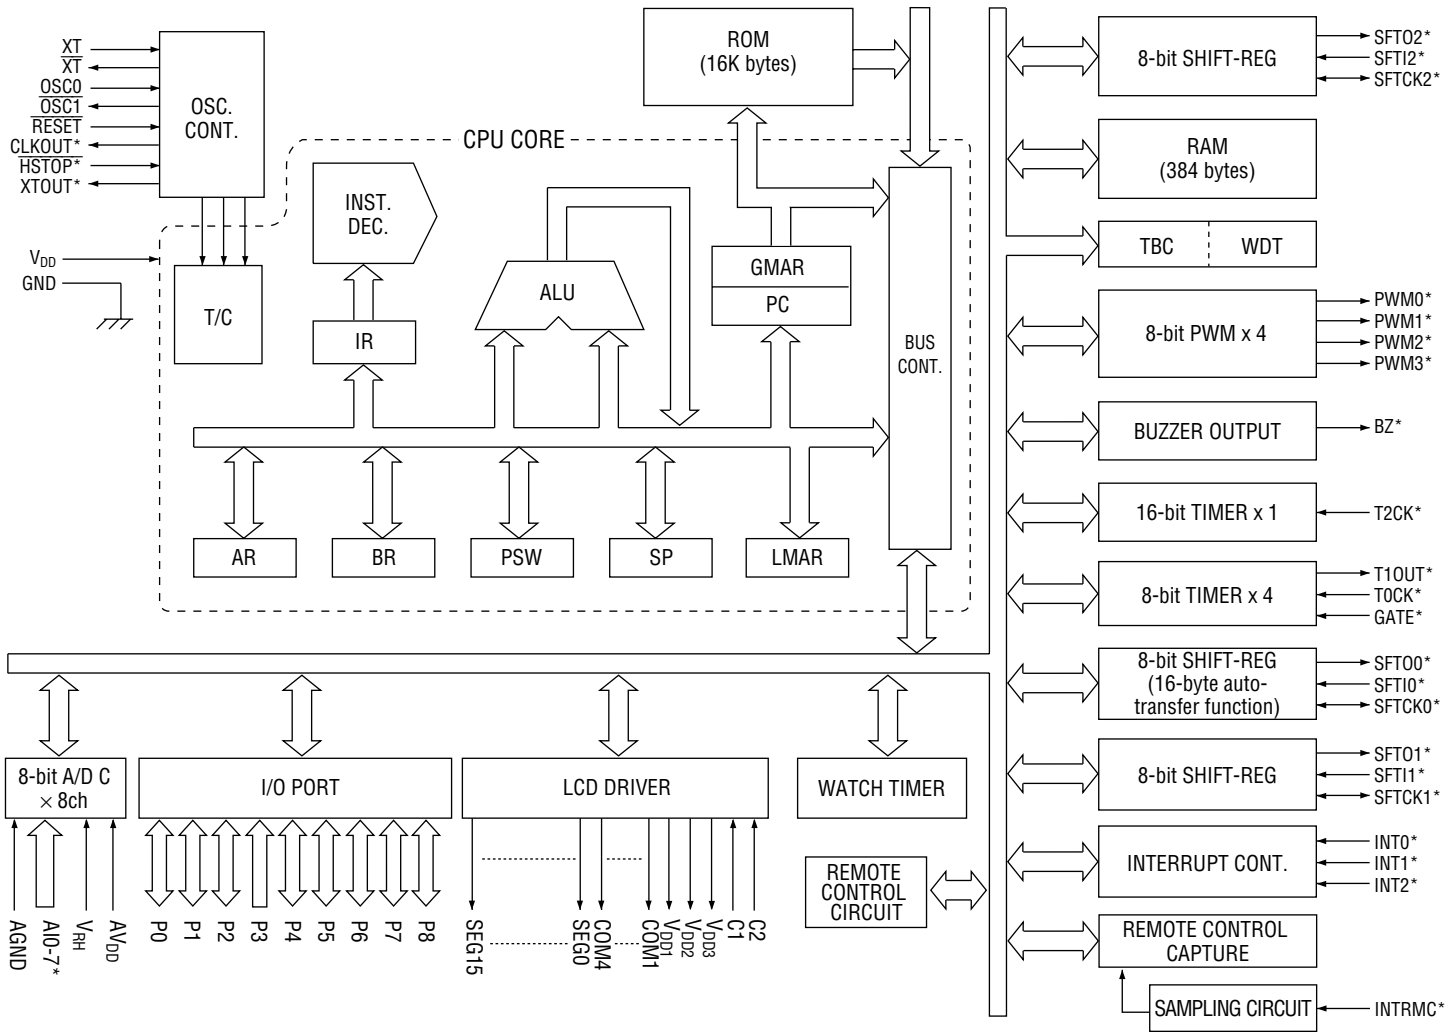 XT
XT
OSC0
OSC1
RESET
CLKOUT*
HSTOP*
XTOUT*
OSC.
CONT.
VDD
GND
T/C
CPU CORE
INST.
DEC.
IR
ALU
ROM
(16K bytes)
GMAR
PC
BUS
CONT.
AR
BR
PSW
SP
LMAR
8-bit SHIFT-REG
SFTO2*
SFTI2*
SFTCK2*
RAM
(384 bytes)
TBC
WDT
8-bit PWM x 4
PWM0*
PWM1*
PWM2*
PWM3*
BUZZER OUTPUT
BZ*
16-bit TIMER x 1
T2CK*
8-bit TIMER x 4
T1OUT*
T0CK*
GATE*
8-bit SHIFT-REG
(16-byte auto-
transfer function)
SFTO0*
SFTI0*
SFTCK0*
8-bit SHIFT-REG
SFTO1*
SFTI1*
SFTCK1*
INTERRUPT CONT.
INT0*
INT1*
INT2*
REMOTE CONTROL
CAPTURE
SAMPLING CIRCUIT
INTRMC*
8-bit A/D C
× 8ch
AGND
AI0-7*
VRH
AVDD
I/O PORT
P0
P1
P2
P3
P4
P5
P6
P7
P8
LCD DRIVER
SEG15
SEG0
COM4
COM1
VDD1
VDD2
VDD3
C1
C2
WATCH TIMER
REMOTE
CONTROL
CIRCUIT